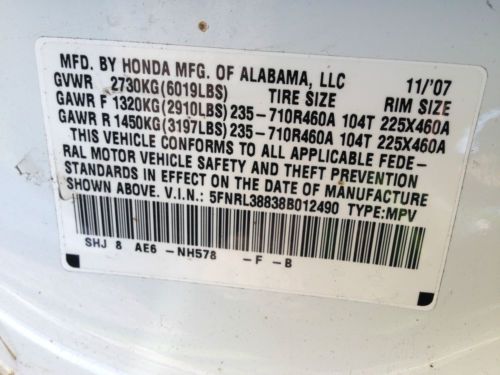 MFD. BY HONDA MFG. OF ALABAMA, LLC 11/'07
GVWR 2730KG(6019LBS) TIRE SIZE RIM SIZE
GAWR F 1320KG(2910LBS) 235-710R460A 104T 225X460A
GAWR R 1450KG(3197LBS) 235-710R460A 104T 225X460A
THIS VEHICLE CONFORMS TO ALL APPLICABLE FEDE-
RAL MOTOR VEHICLE SAFETY AND THEFT PREVENTION
STANDARDS IN EFFECT ON THE DATE OF MANUFACTURE
SHOWN ABOVE. V.I.N.: 5FNRL38838B012490 TYPE:MPV
SHJ 8 AE6 -NH578 -F -B